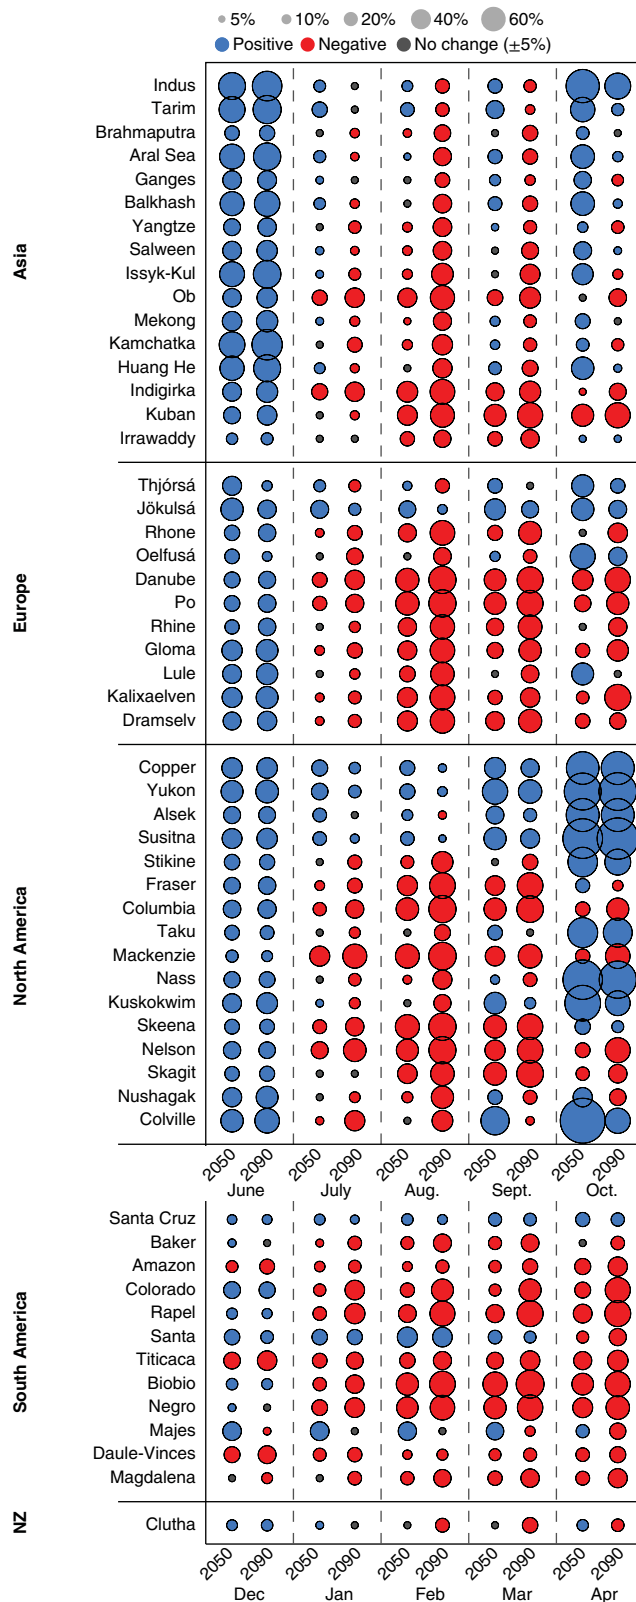 5% 10% 20% 40% 60%
Positive Negative No change (±5%)
Asia
Indus
Tarim
Brahmaputra
Aral Sea
Ganges
Balkhash
Yangtze
Salween
Issyk-Kul
Ob
Mekong
Kamchatka
Huang He
Indigirka
Kuban
Irrawaddy
Europe
Thjórsá
Jökulsá
Rhone
Oelfusá
Danube
Po
Rhine
Gloma
Lule
Kalixaelven
Dramselv
North America
Copper
Yukon
Alsek
Susitna
Stikine
Fraser
Columbia
Taku
Mackenzie
Nass
Kuskokwim
Skeena
Nelson
Skagit
Nushagak
Colville
2050 2090 2050 2090 2050 2090 2050 2090 2050 2090
June July Aug. Sept. Oct.
South America
Santa Cruz
Baker
Amazon
Colorado
Rapel
Santa
Titicaca
Biobio
Negro
Majes
Daule-Vinces
Magdalena
NZ
Clutha
2050 2090 2050 2090 2050 2090 2050 2090 2050 2090
Dec Jan Feb Mar Apr